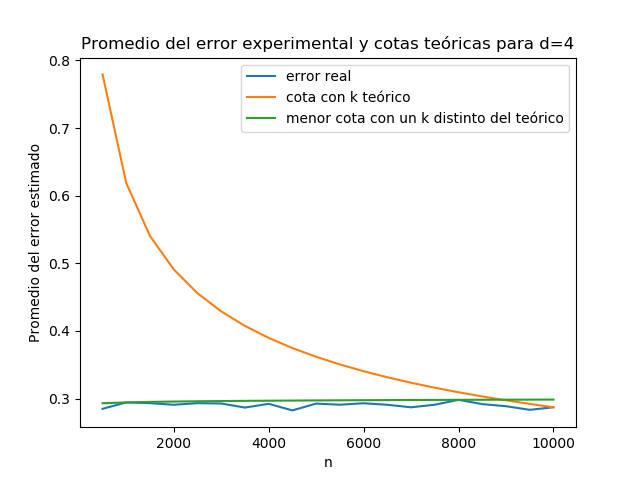 Promedio del error experimental y cotas teóricas para d=4
error real
cota con k teórico
menor cota con un k distinto del teórico
Promedio del error estimado
0.8
0.7
0.6
0.5
0.4
0.3
2000 4000 6000 8000 10000
n